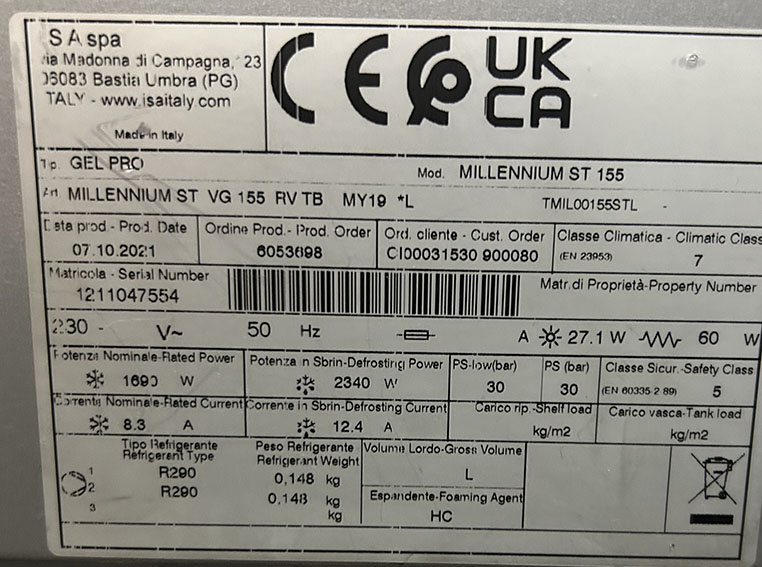 S A spa
ia Madonna di Campagna, 23
06083 Bastia Umbra (PG)
TALY - www.isaitaly.com
Made in Italy
CE
UK
CA
Tip. GEL PRO
Mod. MILLENNIUM ST 155
Art. MILLENNIUM ST VG 155 RV TB MY19 *L
TMIL00155STL -
Data prod - Prod. Date
07.10.2021
Ordine Prod.- Prod. Order
6053698
Ord. cliente - Cust. Order
CI00031530 900080
Classe Climatica - Climatic Class
(EN 23953) 7
Matricola - Serial Number
1211047554
Matr.di Proprietà-Property Number
230 - V~ 50 Hz A 27.1 W 60 W
Potenza Nominale-Rated Power
1690 W
Potenza in Sbrin-Defrosting Power
2340 W
PS-low(bar)
30
PS (bar)
30
Classe Sicur.-Safety Class
(EN 60335 2 89) 5
Corrente Nominale-Rated Current
8.3 A
Corrente in Sbrin-Defrosting Current
12.4 A
Carico rip.-Shelf load
kg/m2
Carico vasca-Tank load
kg/m2
Tipo Refrigerante
Refrigerent Type
1 R290
2 R290
3
Peso Refrigerante
Refrigerant Weight
0,148 kg
0,148 kg
kg
Volume Lordo-Gross Volume
L
Espandente-Foaming Agent
HC